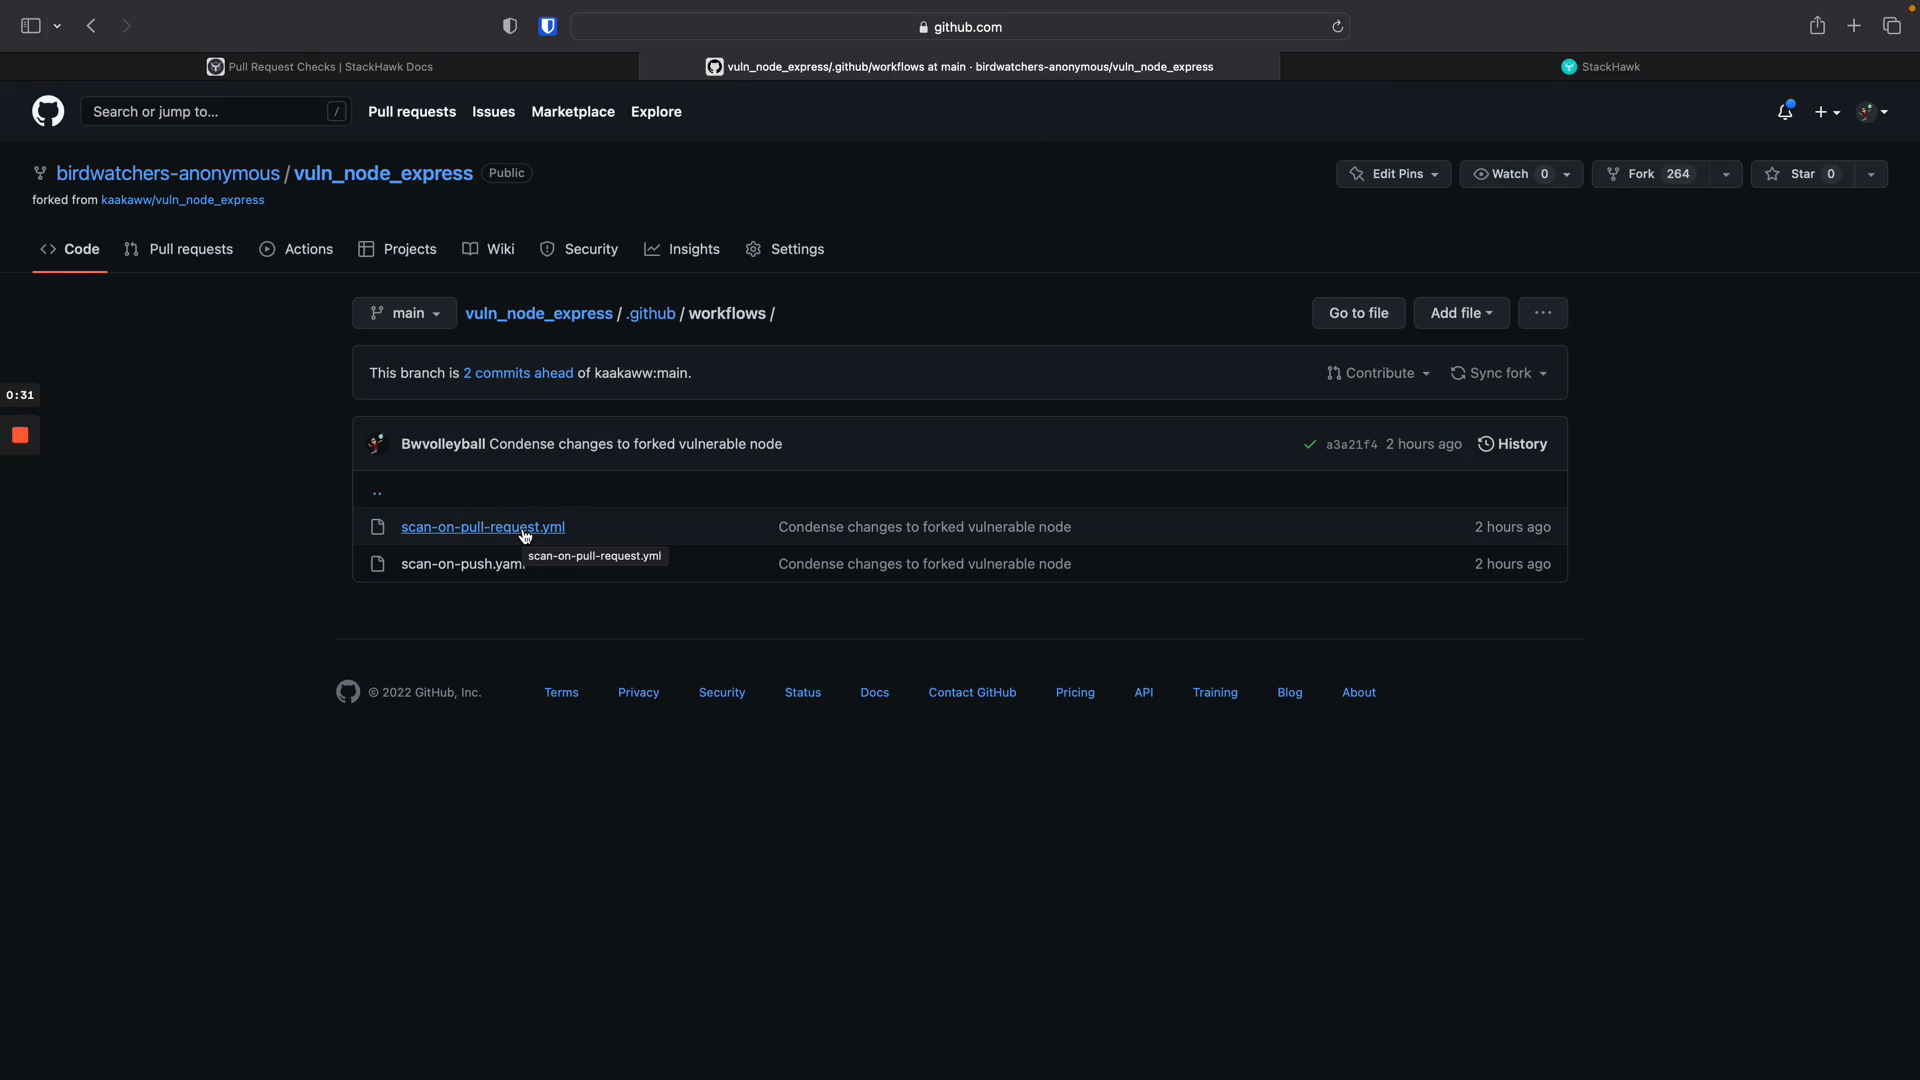 github.com
Pull Request Checks | StackHawk Docs
vuln_node_express/.github/workflows at main · birdwatchers-anonymous/vuln_node_express
StackHawk
Search or jump to... /
Pull requests Issues Marketplace Explore
birdwatchers-anonymous / vuln_node_express Public
Edit Pins Watch 0 Fork 264 Star 0
forked from kaakaww/vuln_node_express
Code Pull requests Actions Projects Wiki Security Insights Settings
main vuln_node_express / .github / workflows /
Go to file Add file ...
This branch is 2 commits ahead of kaakaww:main.
Contribute Sync fork
0:31
Bwvolleyball Condense changes to forked vulnerable node
a3a21f4 2 hours ago History
..
scan-on-pull-request.yml Condense changes to forked vulnerable node 2 hours ago
scan-on-pull-request.yml
scan-on-push.yaml Condense changes to forked vulnerable node 2 hours ago
© 2022 GitHub, Inc. Terms Privacy Security Status Docs Contact GitHub Pricing API Training Blog About